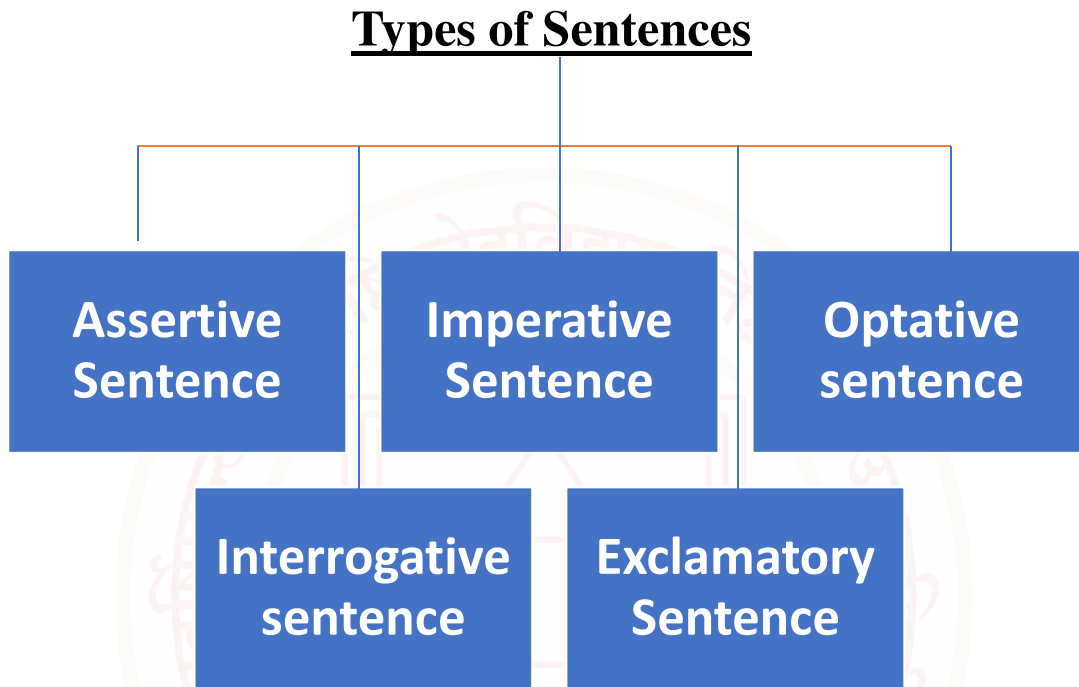 Types of Sentences
Assertive
Sentence
Imperative
Sentence
Optative
sentence
Interrogative
sentence
Exclamatory
Sentence